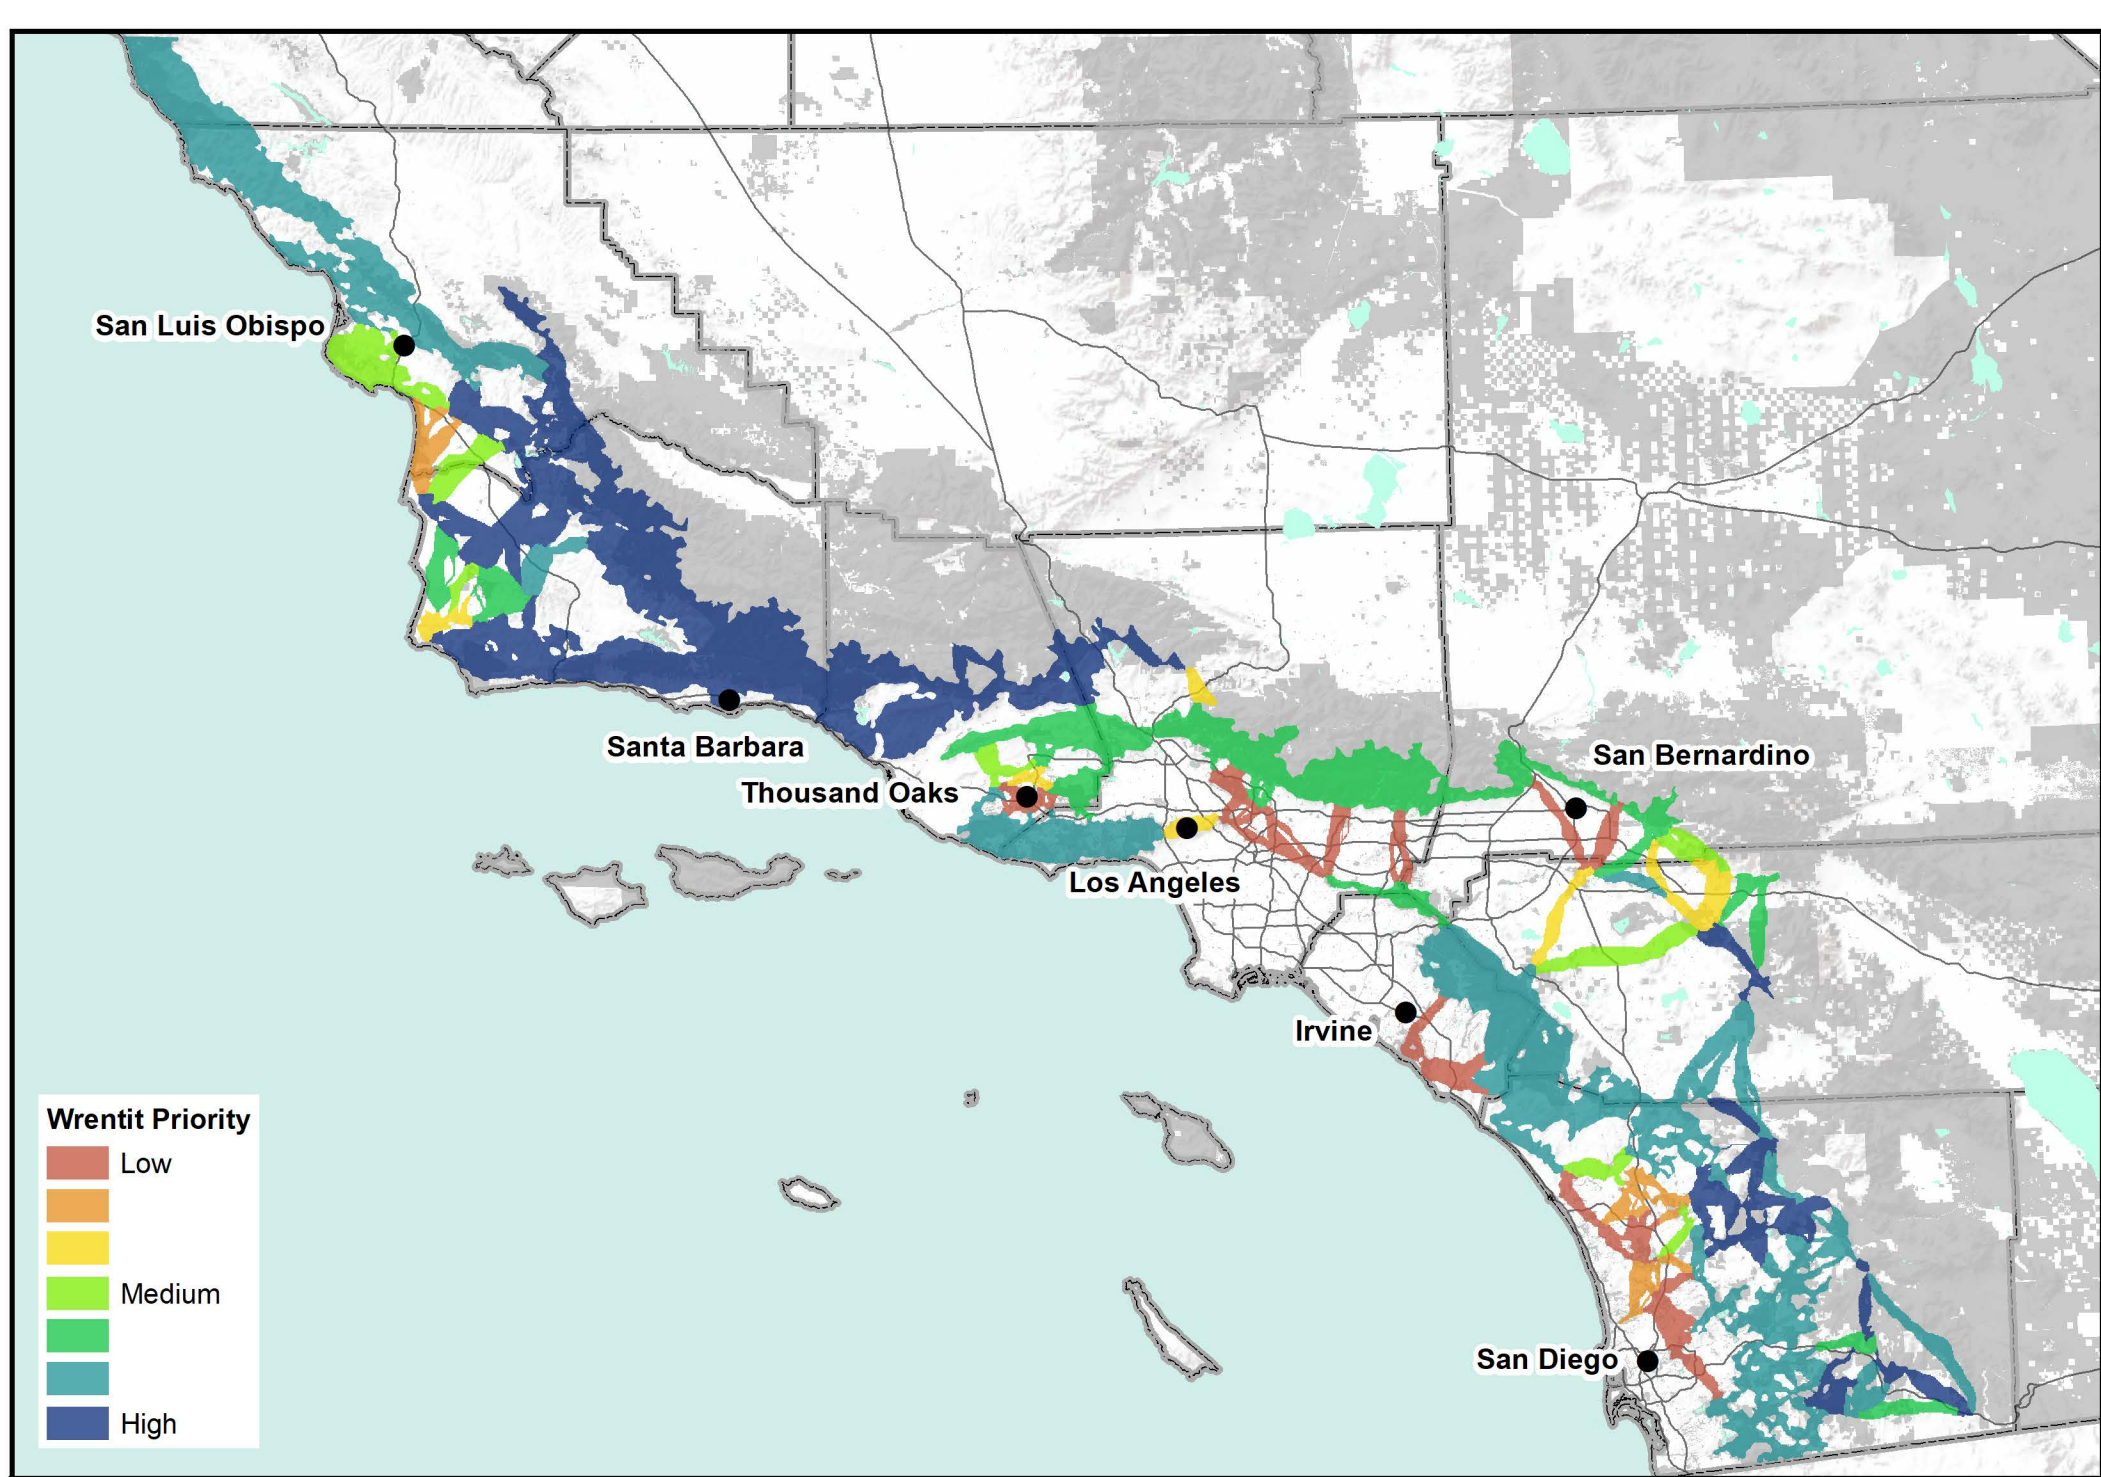 San Luis Obispo
Santa Barbara
San Bernardino
Thousand Oaks
Los Angeles
Irvine
San Diego
Wrentit Priority
Low
Medium
High